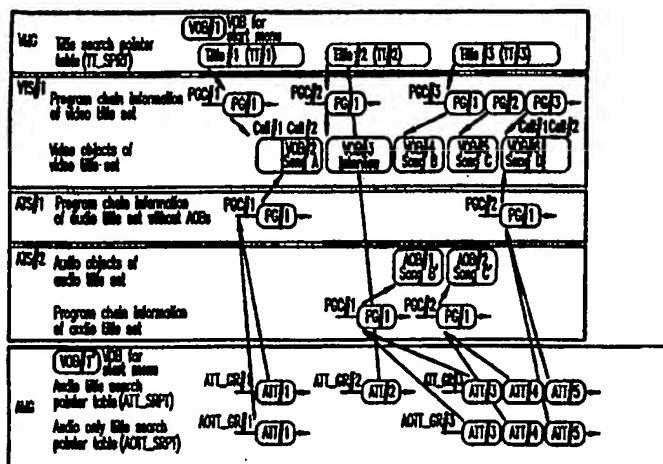 VMG
VOB#1 VOB for
start menu
Title search pointer
table (TT_SPRT)
Title #1 (TT#1)
Title #2 (TT#2)
Title #3 (TT#3)
VTS#1
Program chain information
of video title set
PGC#1
PG#1
PGC#2
PG#1
PGC#3
PG#1
PG#2
PG#3
Cell#1 Cell#2
Cell#1 Cell#2
Video objects of
video title set
VOB#2
Song A
VOB#3
Interview
VOB#4
Song B
VOB#5
Song C
VOB#6
Song D
ATS#1
Program chain information
of audio title set without AOBs
PGC#1
PG#1
PGC#2
PG#1
ATS#2
Audio objects of
audio title set
AOB#1
Song B'
AOB#2
Song C'
Program chain information
of audio title set
PGC#1
PG#1
PGC#2
PG#1
AMG
VOB#1' VOB for
start menu
Audio title search
pointer table (ATT_SRPT)
ATT_GR#1
ATT#1
ATT_GR#2
ATT#2
ATT_GR#3
ATT#3
ATT#4
ATT#5
Audio only title search
pointer table (AOTT_SRPT)
AOTT_GR#1
ATT#1
AOTT_GR#3
ATT#3
ATT#4
ATT#5